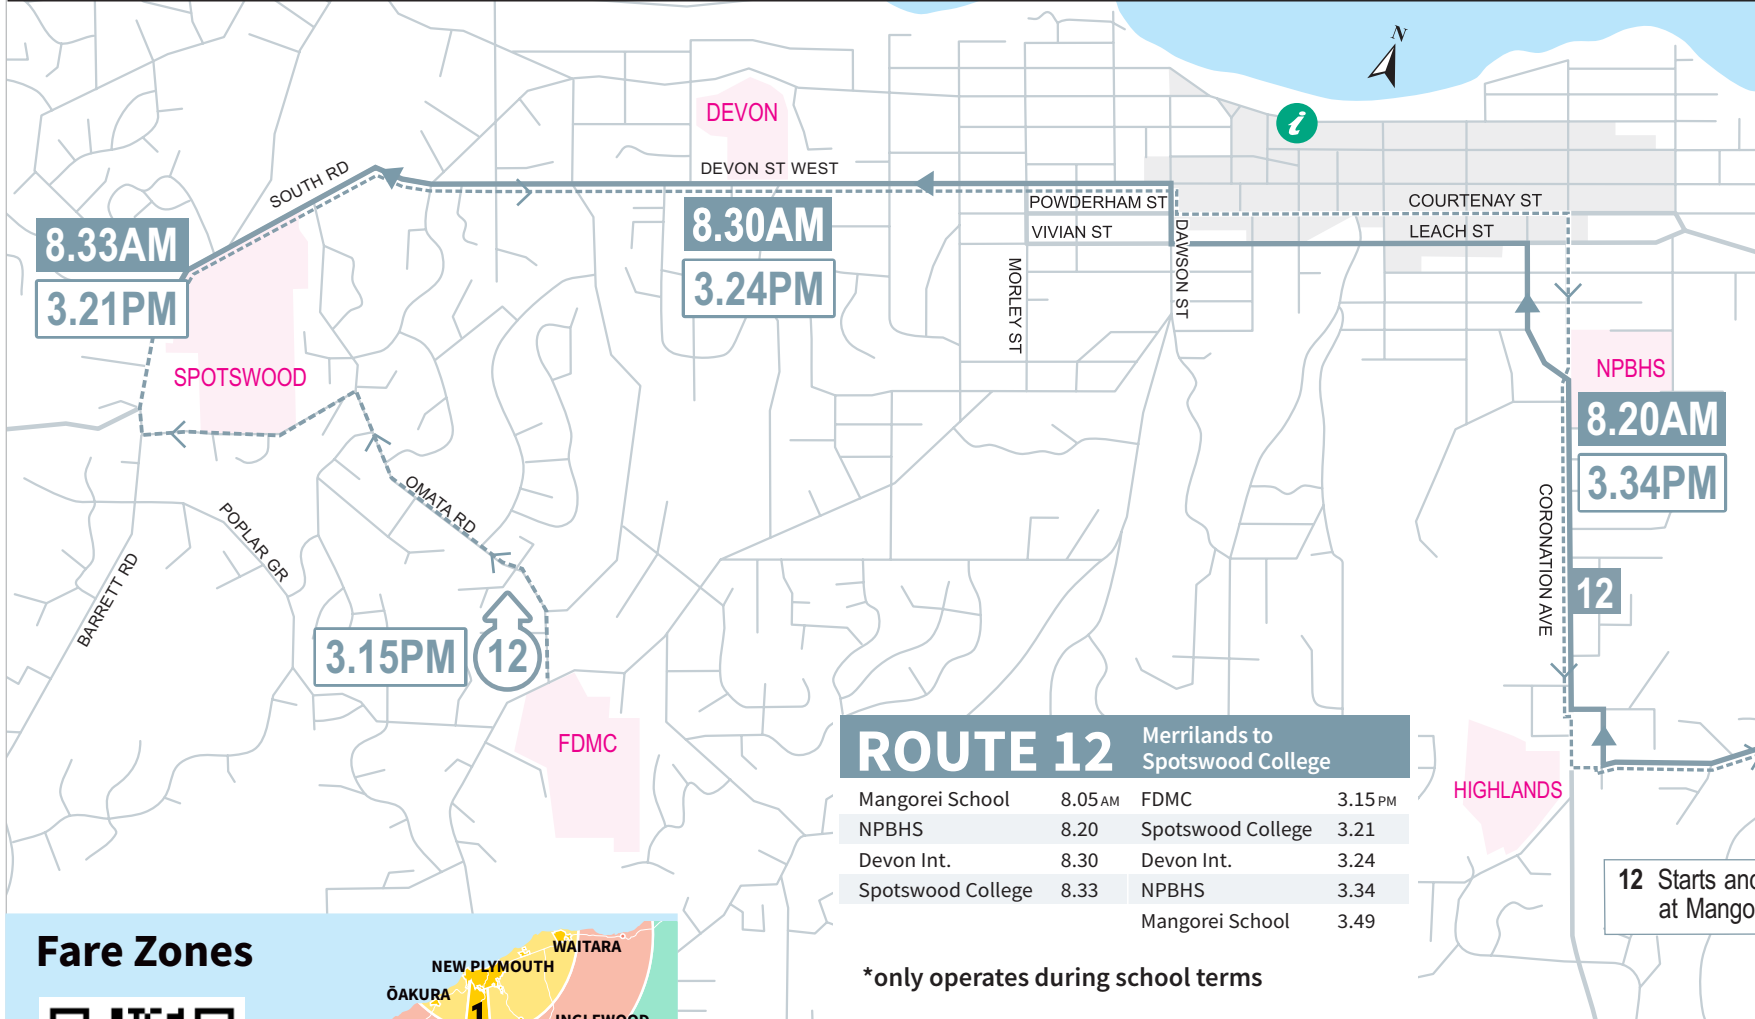 N
DEVON
i
SOUTH RD
DEVON ST WEST
POWDERHAM ST
COURTENAY ST
VIVIAN ST
LEACH ST
DAWSON ST
MORLEY ST
8.33AM
3.21PM
8.30AM
3.24PM
SPOTSWOOD
NPBHS
8.20AM
3.34PM
OMATA RD
POPLAR GR
BARRETT RD
CORONATION AVE
12
3.15PM
12
FDMC
HIGHLANDS
ROUTE 12 Merrilands to
Spotswood College
Mangorei School 8.05 AM FDMC 3.15 PM
NPBHS 8.20 Spotswood College 3.21
Devon Int. 8.30 Devon Int. 3.24
Spotswood College 8.33 NPBHS 3.34
Mangorei School 3.49
*only operates during school terms
12 Starts and
at Mango
Fare Zones
WAITARA
NEW PLYMOUTH
ŌAKURA
1
INGLEWOOD